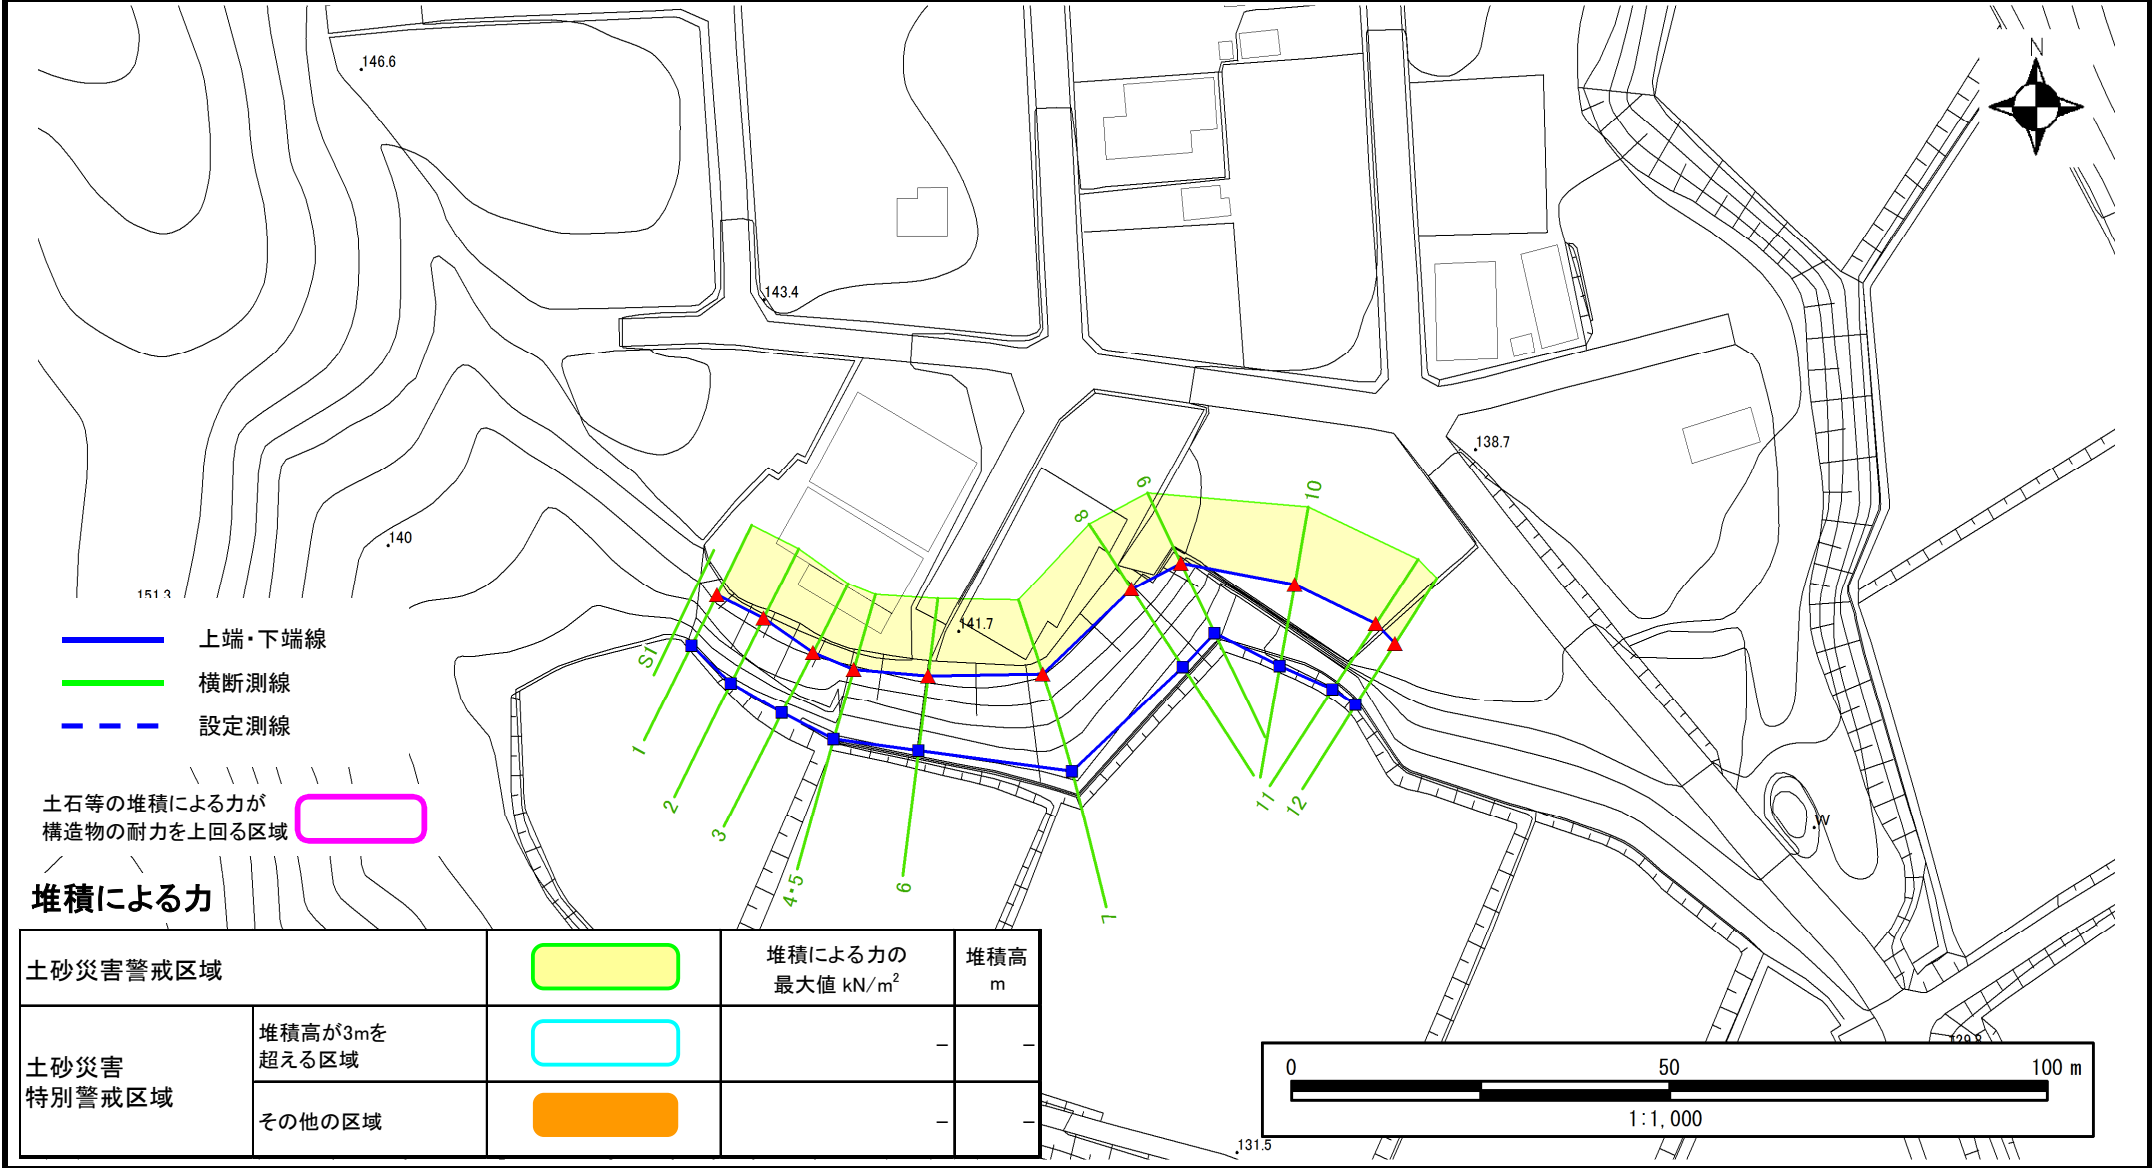 146.6
N
143.4
138.7
9
10
8
140
151.3
141.7
S1
上端・下端線
横断測線
設定測線
1
2
3
4・5
6
7
11
12
W
土石等の堆積による力が
構造物の耐力を上回る区域
堆積による力
土砂災害警戒区域
堆積による力の
最大値 kN/m²
堆積高
m
土砂災害
特別警戒区域
堆積高が3mを
超える区域
－
－
その他の区域
－
－
0
50
100 m
1:1,000
131.5